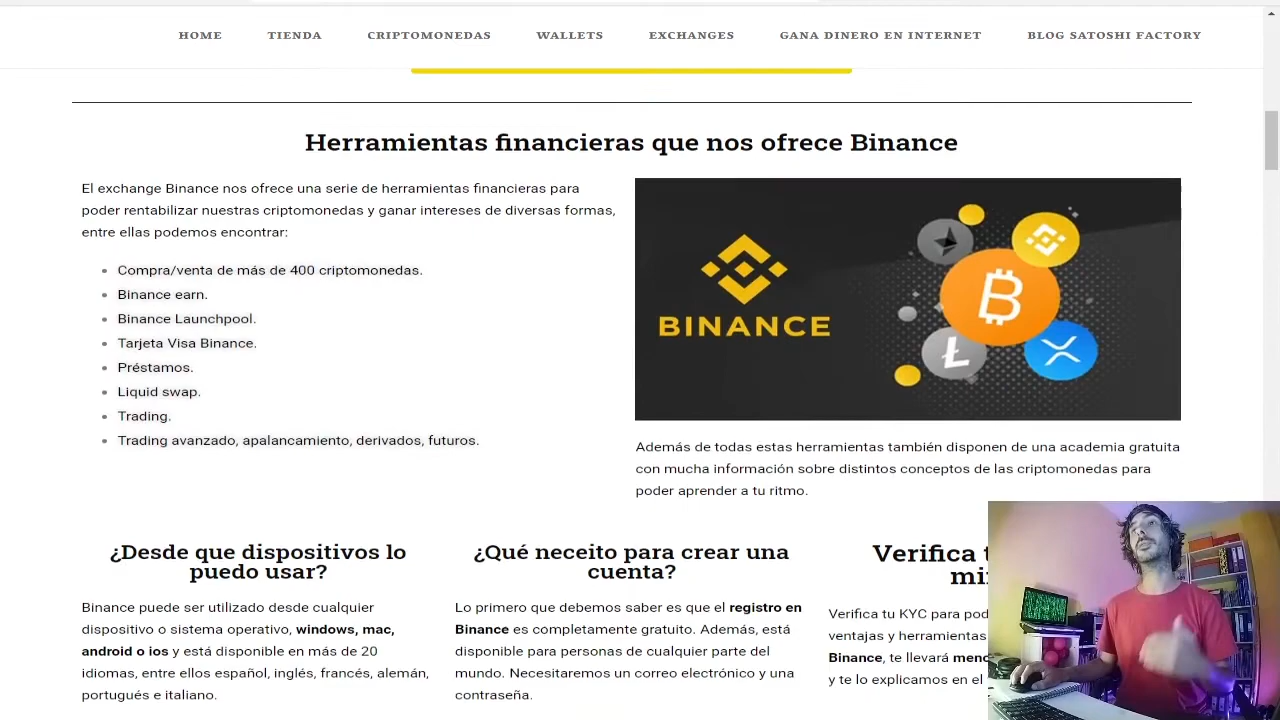 HOME TIENDA CRIPTOMONEDAS WALLETS EXCHANGES GANA DINERO EN INTERNET BLOG SATOSHI FACTORY
Herramientas financieras que nos ofrece Binance
El exchange Binance nos ofrece una serie de herramientas financieras para
poder rentabilizar nuestras criptomonedas y ganar intereses de diversas formas,
entre ellas podemos encontrar:
Compra/venta de más de 400 criptomonedas.
Binance earn.
Binance Launchpool.
Tarjeta Visa Binance.
Préstamos.
Liquid swap.
Trading.
Trading avanzado, apalancamiento, derivados, futuros.
BINANCE
Además de todas estas herramientas también disponen de una academia gratuita
con mucha información sobre distintos conceptos de las criptomonedas para
poder aprender a tu ritmo.
¿Desde que dispositivos lo
puedo usar?
Binance puede ser utilizado desde cualquier
dispositivo o sistema operativo, windows, mac,
android o ios y está disponible en más de 20
idiomas, entre ellos español, inglés, francés, alemán,
portugués e italiano.
¿Qué neceito para crear una
cuenta?
Lo primero que debemos saber es que el registro en
Binance es completamente gratuito. Además, está
disponible para personas de cualquier parte del
mundo. Necesitaremos un correo electrónico y una
contraseña.
Verifica
Verifica tu KYC para
ventajas y herramientas
Binance, te llevará
y te lo explicamos en el